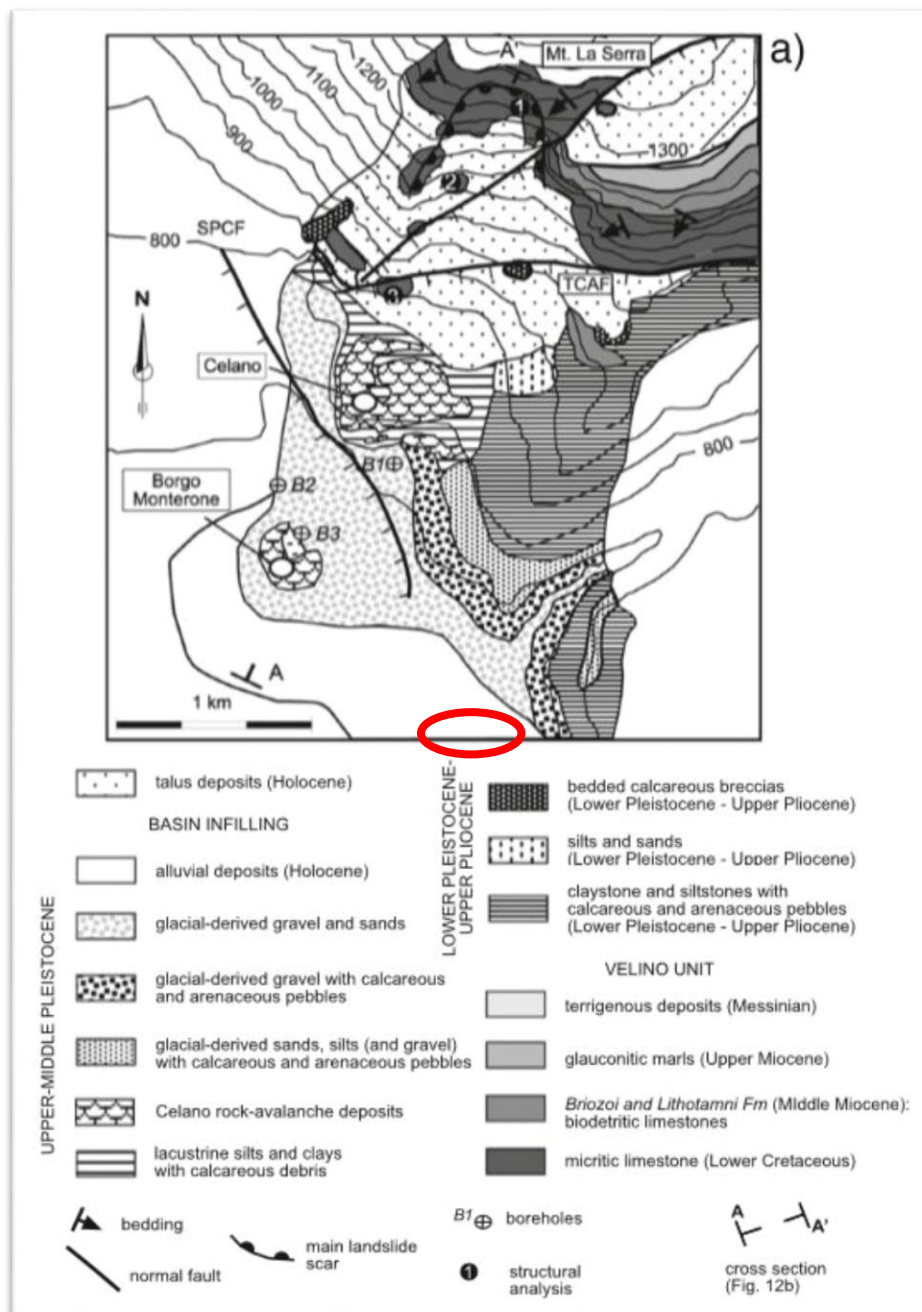 a)
A'
Mt. La Serra
1200
1100
1000
900
1
1300
2
SPCF
800
TCAF
N
Celano
800
B1
Borgo
Monterone
B2
B3
A
1 km
talus deposits (Holocene)
BASIN INFILLING
alluvial deposits (Holocene)
glacial-derived gravel and sands
glacial-derived gravel with calcareous
and arenaceous pebbles
glacial-derived sands, silts (and gravel)
with calcareous and arenaceous pebbles
Celano rock-avalanche deposits
lacustrine silts and clays
with calcareous debris
UPPER-MIDDLE PLEISTOCENE
LOWER PLEISTOCENE-
UPPER PLIOCENE
bedded calcareous breccias
(Lower Pleistocene - Upper Pliocene)
silts and sands
(Lower Pleistocene - Upper Pliocene)
claystone and siltstones with
calcareous and arenaceous pebbles
(Lower Pleistocene - Upper Pliocene)
VELINO UNIT
terrigenous deposits (Messinian)
glauconitic marls (Upper Miocene)
Briozoi and Lithotamni Fm (MIddle Miocene):
biodetritic limestones
micritic limestone (Lower Cretaceous)
bedding
normal fault
main landslide
scar
B1 boreholes
1 structural
analysis
A A'
cross section
(Fig. 12b)